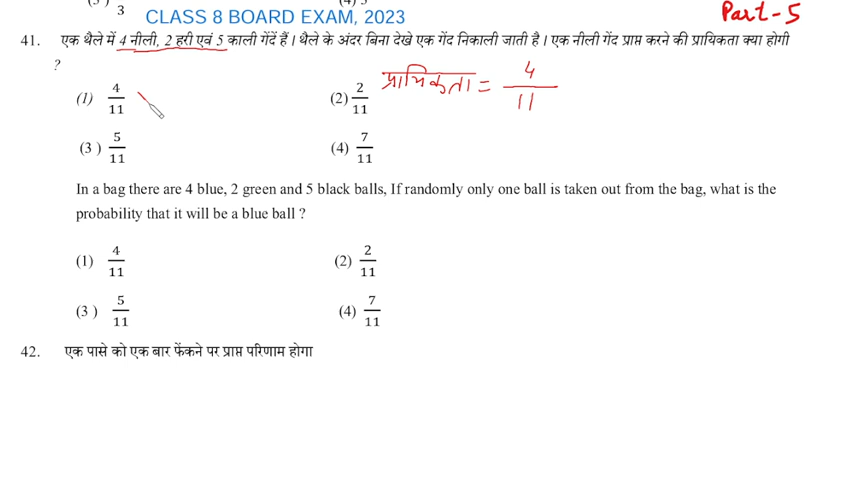 3
CLASS 8 BOARD EXAM, 2023
Part-5
41. एक थैले में 4 नीली, 2 हरी एवं 5 काली गेंदें हैं । थैले के अंदर बिना देखे एक गेंद निकाली जाती है । एक नीली गेंद प्राप्त करने की प्रायिकता क्या होगी
?
(1) 4/11 (2) 2/11 प्रायिकता = 4/11
(3 ) 5/11 (4) 7/11
In a bag there are 4 blue, 2 green and 5 black balls, If randomly only one ball is taken out from the bag, what is the
probability that it will be a blue ball ?
(1) 4/11 (2) 2/11
(3 ) 5/11 (4) 7/11
42. एक पासे को एक बार फेंकने पर प्राप्त परिणाम होगा